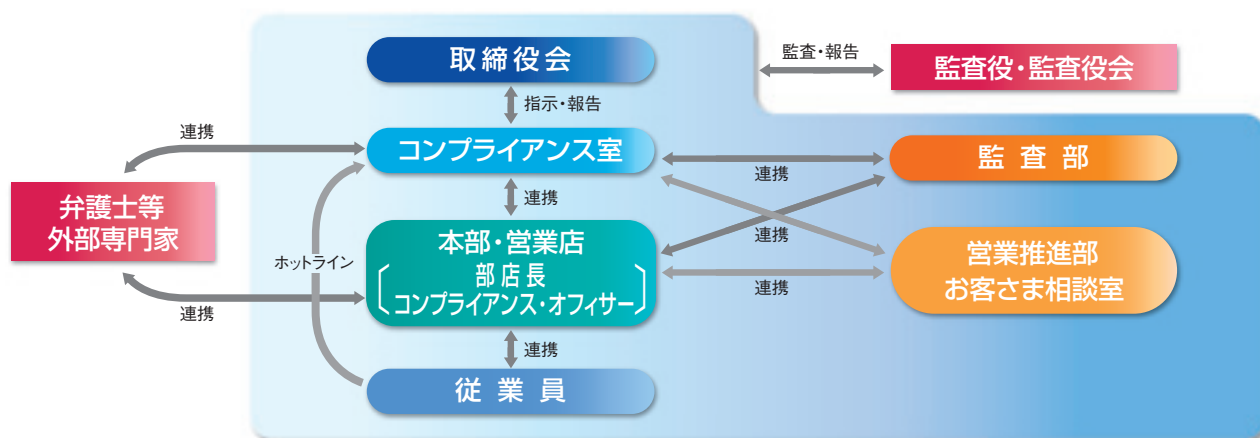 取締役会
監査・報告
監査役・監査役会
指示・報告
連携
コンプライアンス室
監査部
連携
弁護士等
外部専門家
連携
本部・営業店
部店長
コンプライアンス・オフィサー
連携
営業推進部
お客さま相談室
ホットライン
連携
連携
連携
従業員